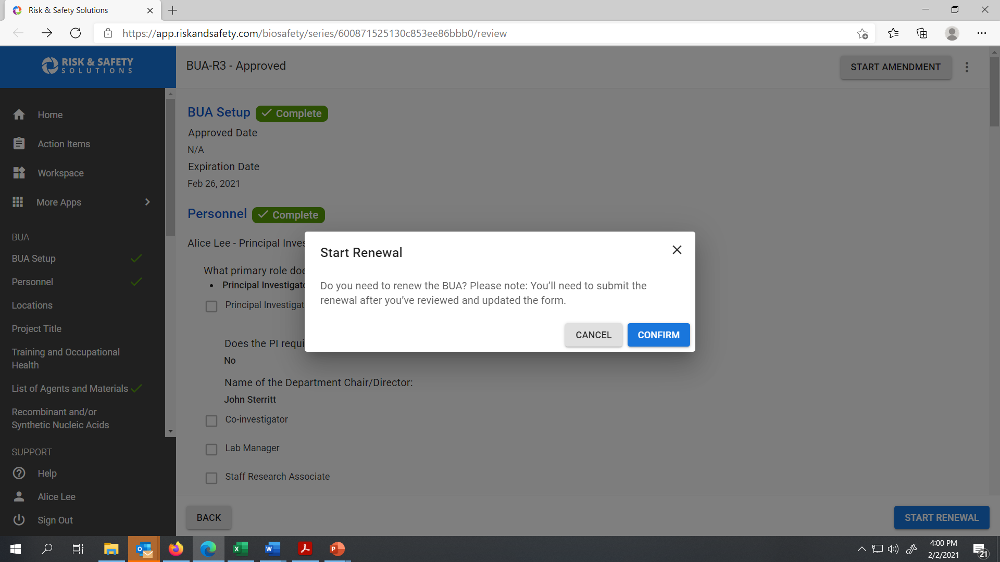 Risk & Safety Solutions
https://app.riskandsafety.com/biosafety/series/600871525130c853ee86bbb0/review
RISK & SAFETY
SOLUTIONS
BUA-R3 - Approved
START AMENDMENT
Home
Action Items
Workspace
More Apps
BUA
BUA Setup
Personnel
Locations
Project Title
Training and Occupational
Health
List of Agents and Materials
Recombinant and/or
Synthetic Nucleic Acids
SUPPORT
Help
Alice Lee
Sign Out
BUA Setup Complete
Approved Date
N/A
Expiration Date
Feb 26, 2021
Personnel Complete
Alice Lee - Principal Inves
What primary role doe
• Principal Investigato
Principal Investigat
Does the PI requi
No
Name of the Department Chair/Director:
John Sterritt
Co-investigator
Lab Manager
Staff Research Associate
Start Renewal
Do you need to renew the BUA? Please note: You’ll need to submit the
renewal after you’ve reviewed and updated the form.
CANCEL
CONFIRM
BACK
START RENEWAL
4:00 PM
2/2/2021
21